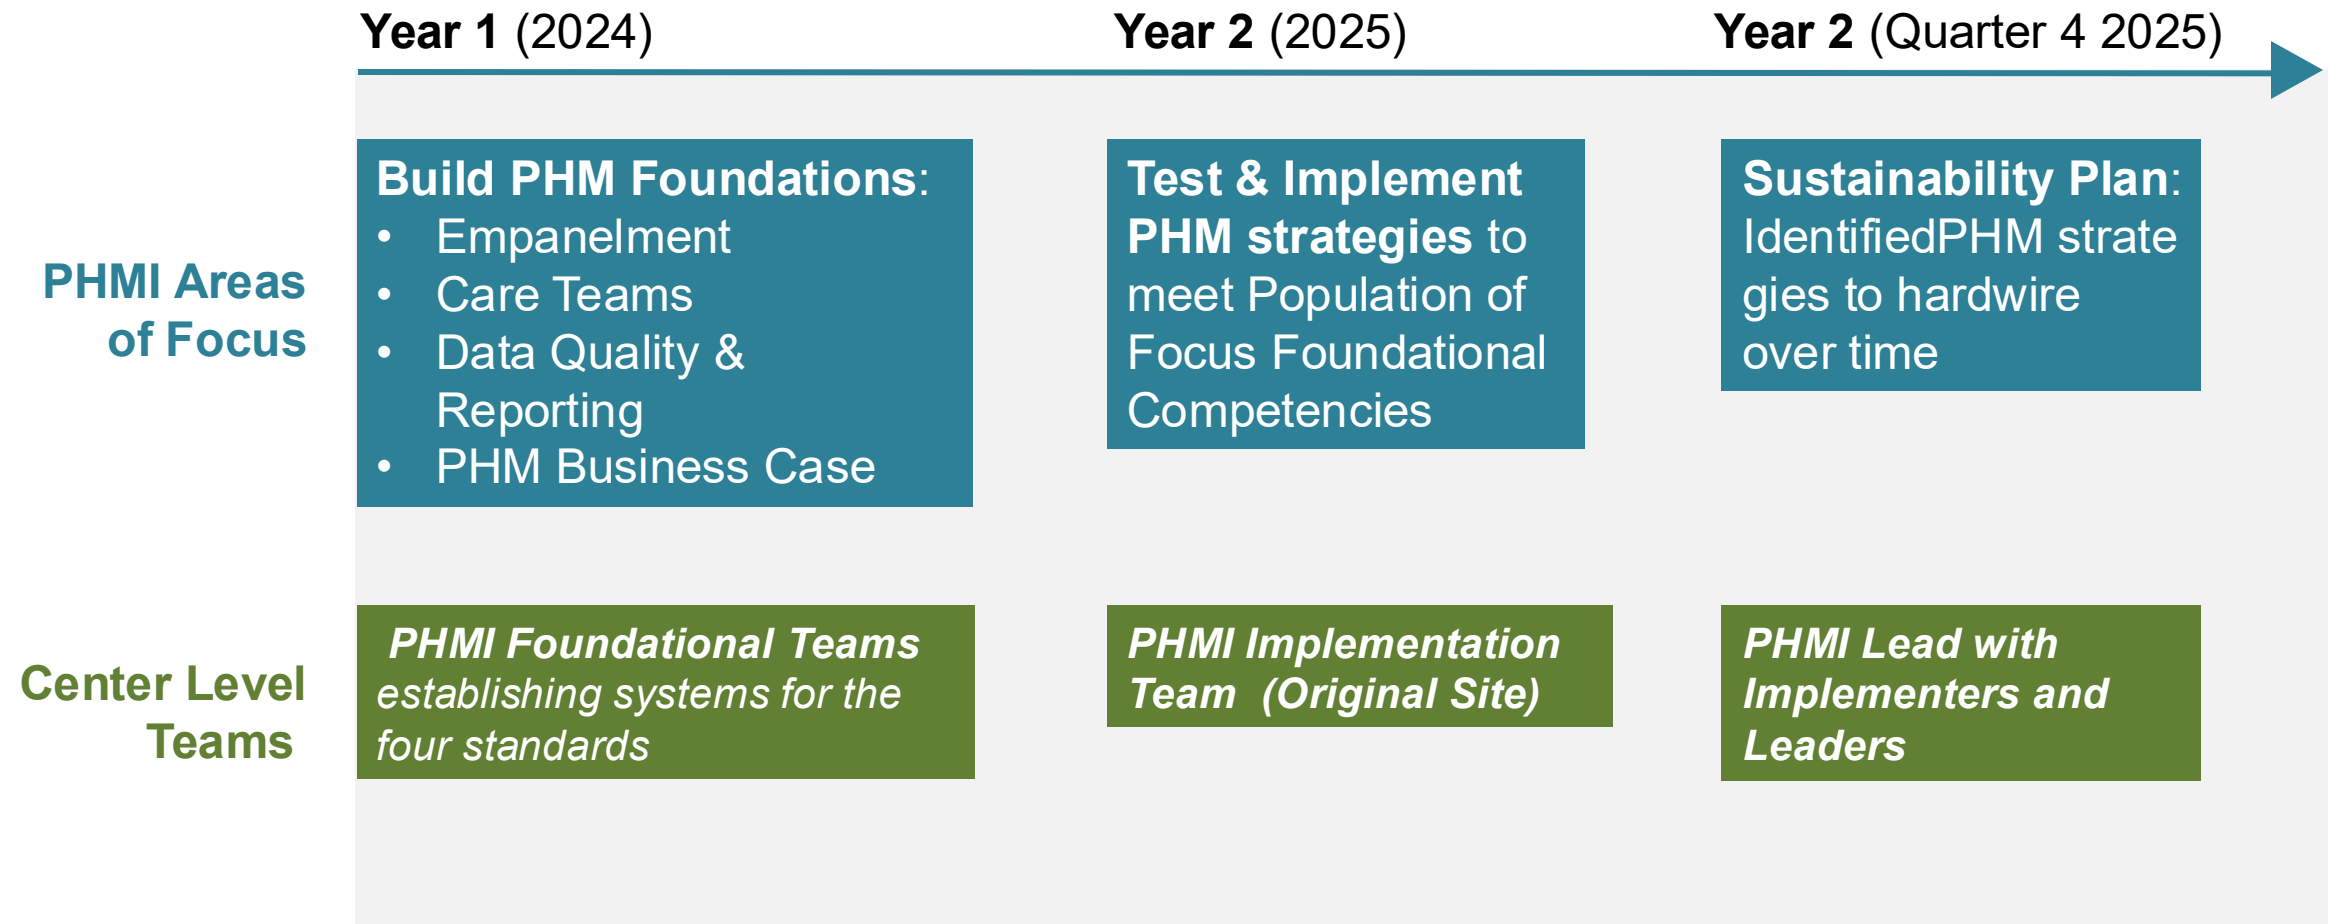 Year 1 (2024)
Year 2 (2025)
Year 2 (Quarter 4 2025)
PHMI Areas
of Focus
Build PHM Foundations:
• Empanelment
• Care Teams
• Data Quality &
Reporting
• PHM Business Case
Test & Implement
PHM strategies to
meet Population of
Focus Foundational
Competencies
Sustainability Plan:
IdentifiedPHM strate
gies to hardwire
over time
Center Level
Teams
PHMI Foundational Teams
establishing systems for the
four standards
PHMI Implementation
Team (Original Site)
PHMI Lead with
Implementers and
Leaders